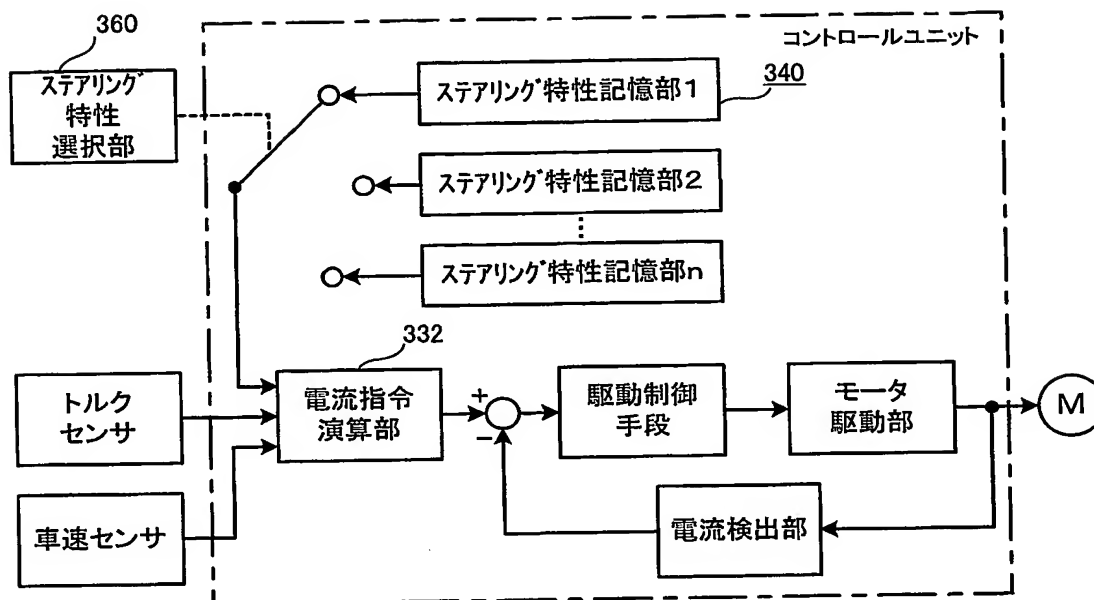 360
コントロールユニット
ステアリング
特性
選択部
ステアリング特性記憶部1
340
ステアリング特性記憶部2
ステアリング特性記憶部n
332
トルク
センサ
電流指令
演算部
+
−
駆動制御
手段
モータ
駆動部
M
車速センサ
電流検出部